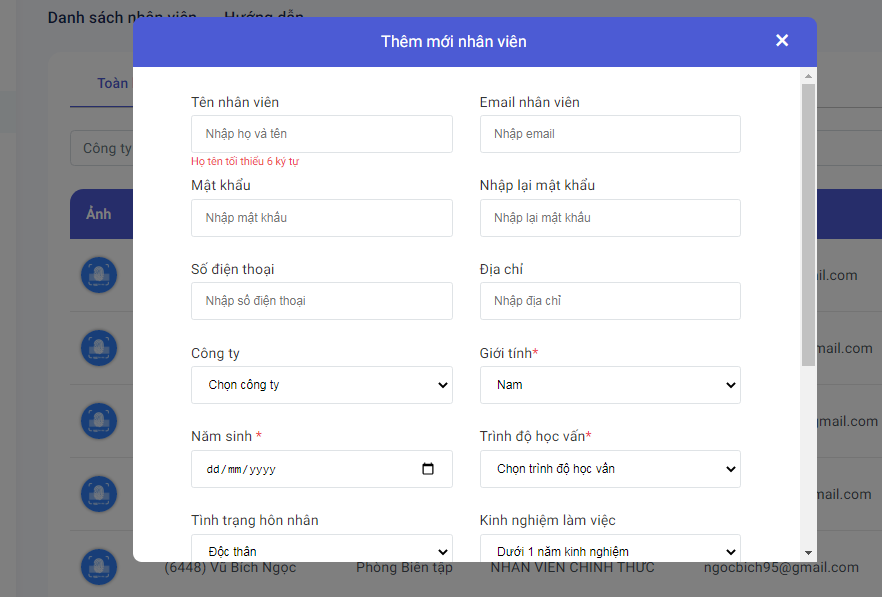 Danh sách nhân viên Hướng dẫn
Thêm mới nhân viên
Toàn
Tên nhân viên Email nhân viên
Công ty Nhập họ và tên Nhập email
Họ tên tối thiểu 6 ký tự
Mật khẩu Nhập lại mật khẩu
Ảnh Nhập mật khẩu Nhập lại mật khẩu
Số điện thoại Địa chỉ
il.com
Nhập số điện thoại Nhập địa chỉ
Công ty Giới tính*
mail.com
Chọn công ty Nam
gmail.com
Năm sinh * Trình độ học vấn*
dd/mm/yyyy Chọn trình độ học vấn
mail.com
Tình trạng hôn nhân Kinh nghiệm làm việc
Độc thân Dưới 1 năm kinh nghiệm
(6448) Vũ Bích Ngọc Phòng Biên tập NHÂN VIÊN CHÍNH THỨC ngocbich95@gmail.com